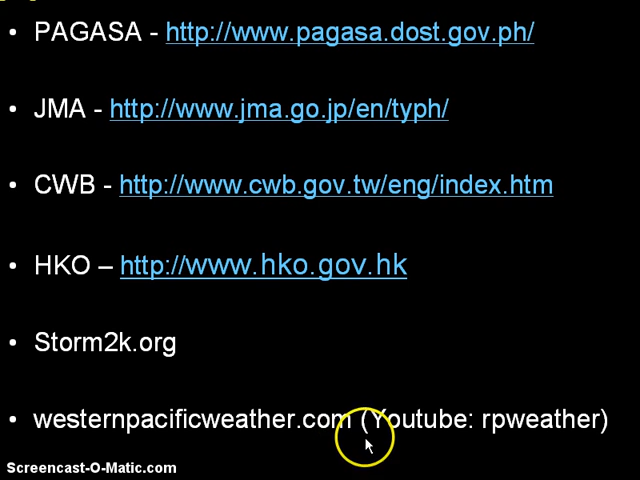 • PAGASA - http://www.pagasa.dost.gov.ph/
• JMA - http://www.jma.go.jp/en/typh/
• CWB - http://www.cwb.gov.tw/eng/index.htm
• HKO – http://www.hko.gov.hk
• Storm2k.org
• westernpacificweather.com (Youtube: rpweather)
Screencast-O-Matic.com